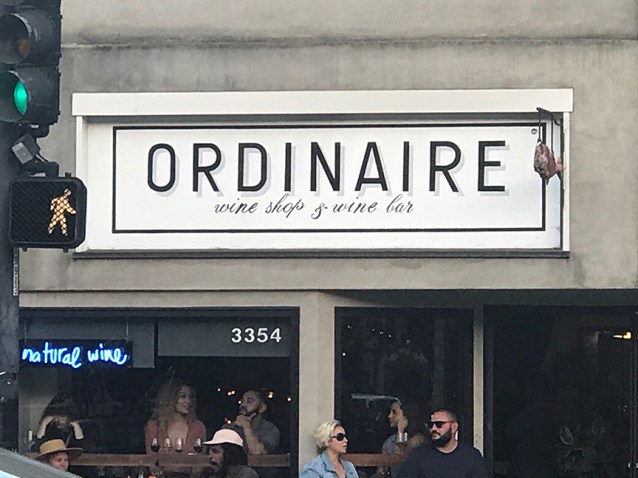 ORDINAIRE
wine shop & wine bar
3354
natural wine